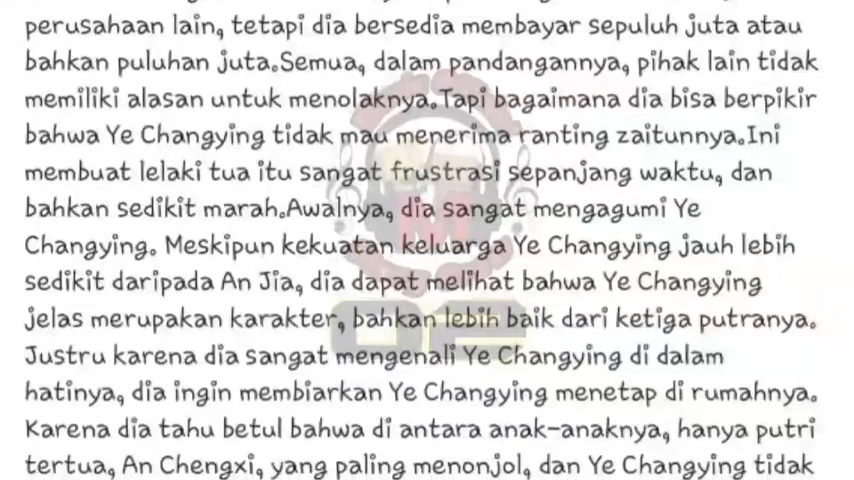 perusahaan lain, tetapi dia bersedia membayar sepuluh juta atau
bahkan puluhan juta.Semua, dalam pandangannya, pihak lain tidak
memiliki alasan untuk menolaknya.Tapi bagaimana dia bisa berpikir
bahwa Ye Changying tidak mau menerima ranting zaitunnya.Ini
membuat lelaki tua itu sangat frustrasi sepanjang waktu, dan
bahkan sedikit marah.Awalnya, dia sangat mengagumi Ye
Changying. Meskipun kekuatan keluarga Ye Changying jauh lebih
sedikit daripada An Jia, dia dapat melihat bahwa Ye Changying
jelas merupakan karakter, bahkan lebih baik dari ketiga putranya.
Justru karena dia sangat mengenali Ye Changying di dalam
hatinya, dia ingin membiarkan Ye Changying menetap di rumahnya.
Karena dia tahu betul bahwa di antara anak-anaknya, hanya putri
tertua, An Chengxi, yang paling menonjol, dan Ye Changying tidak